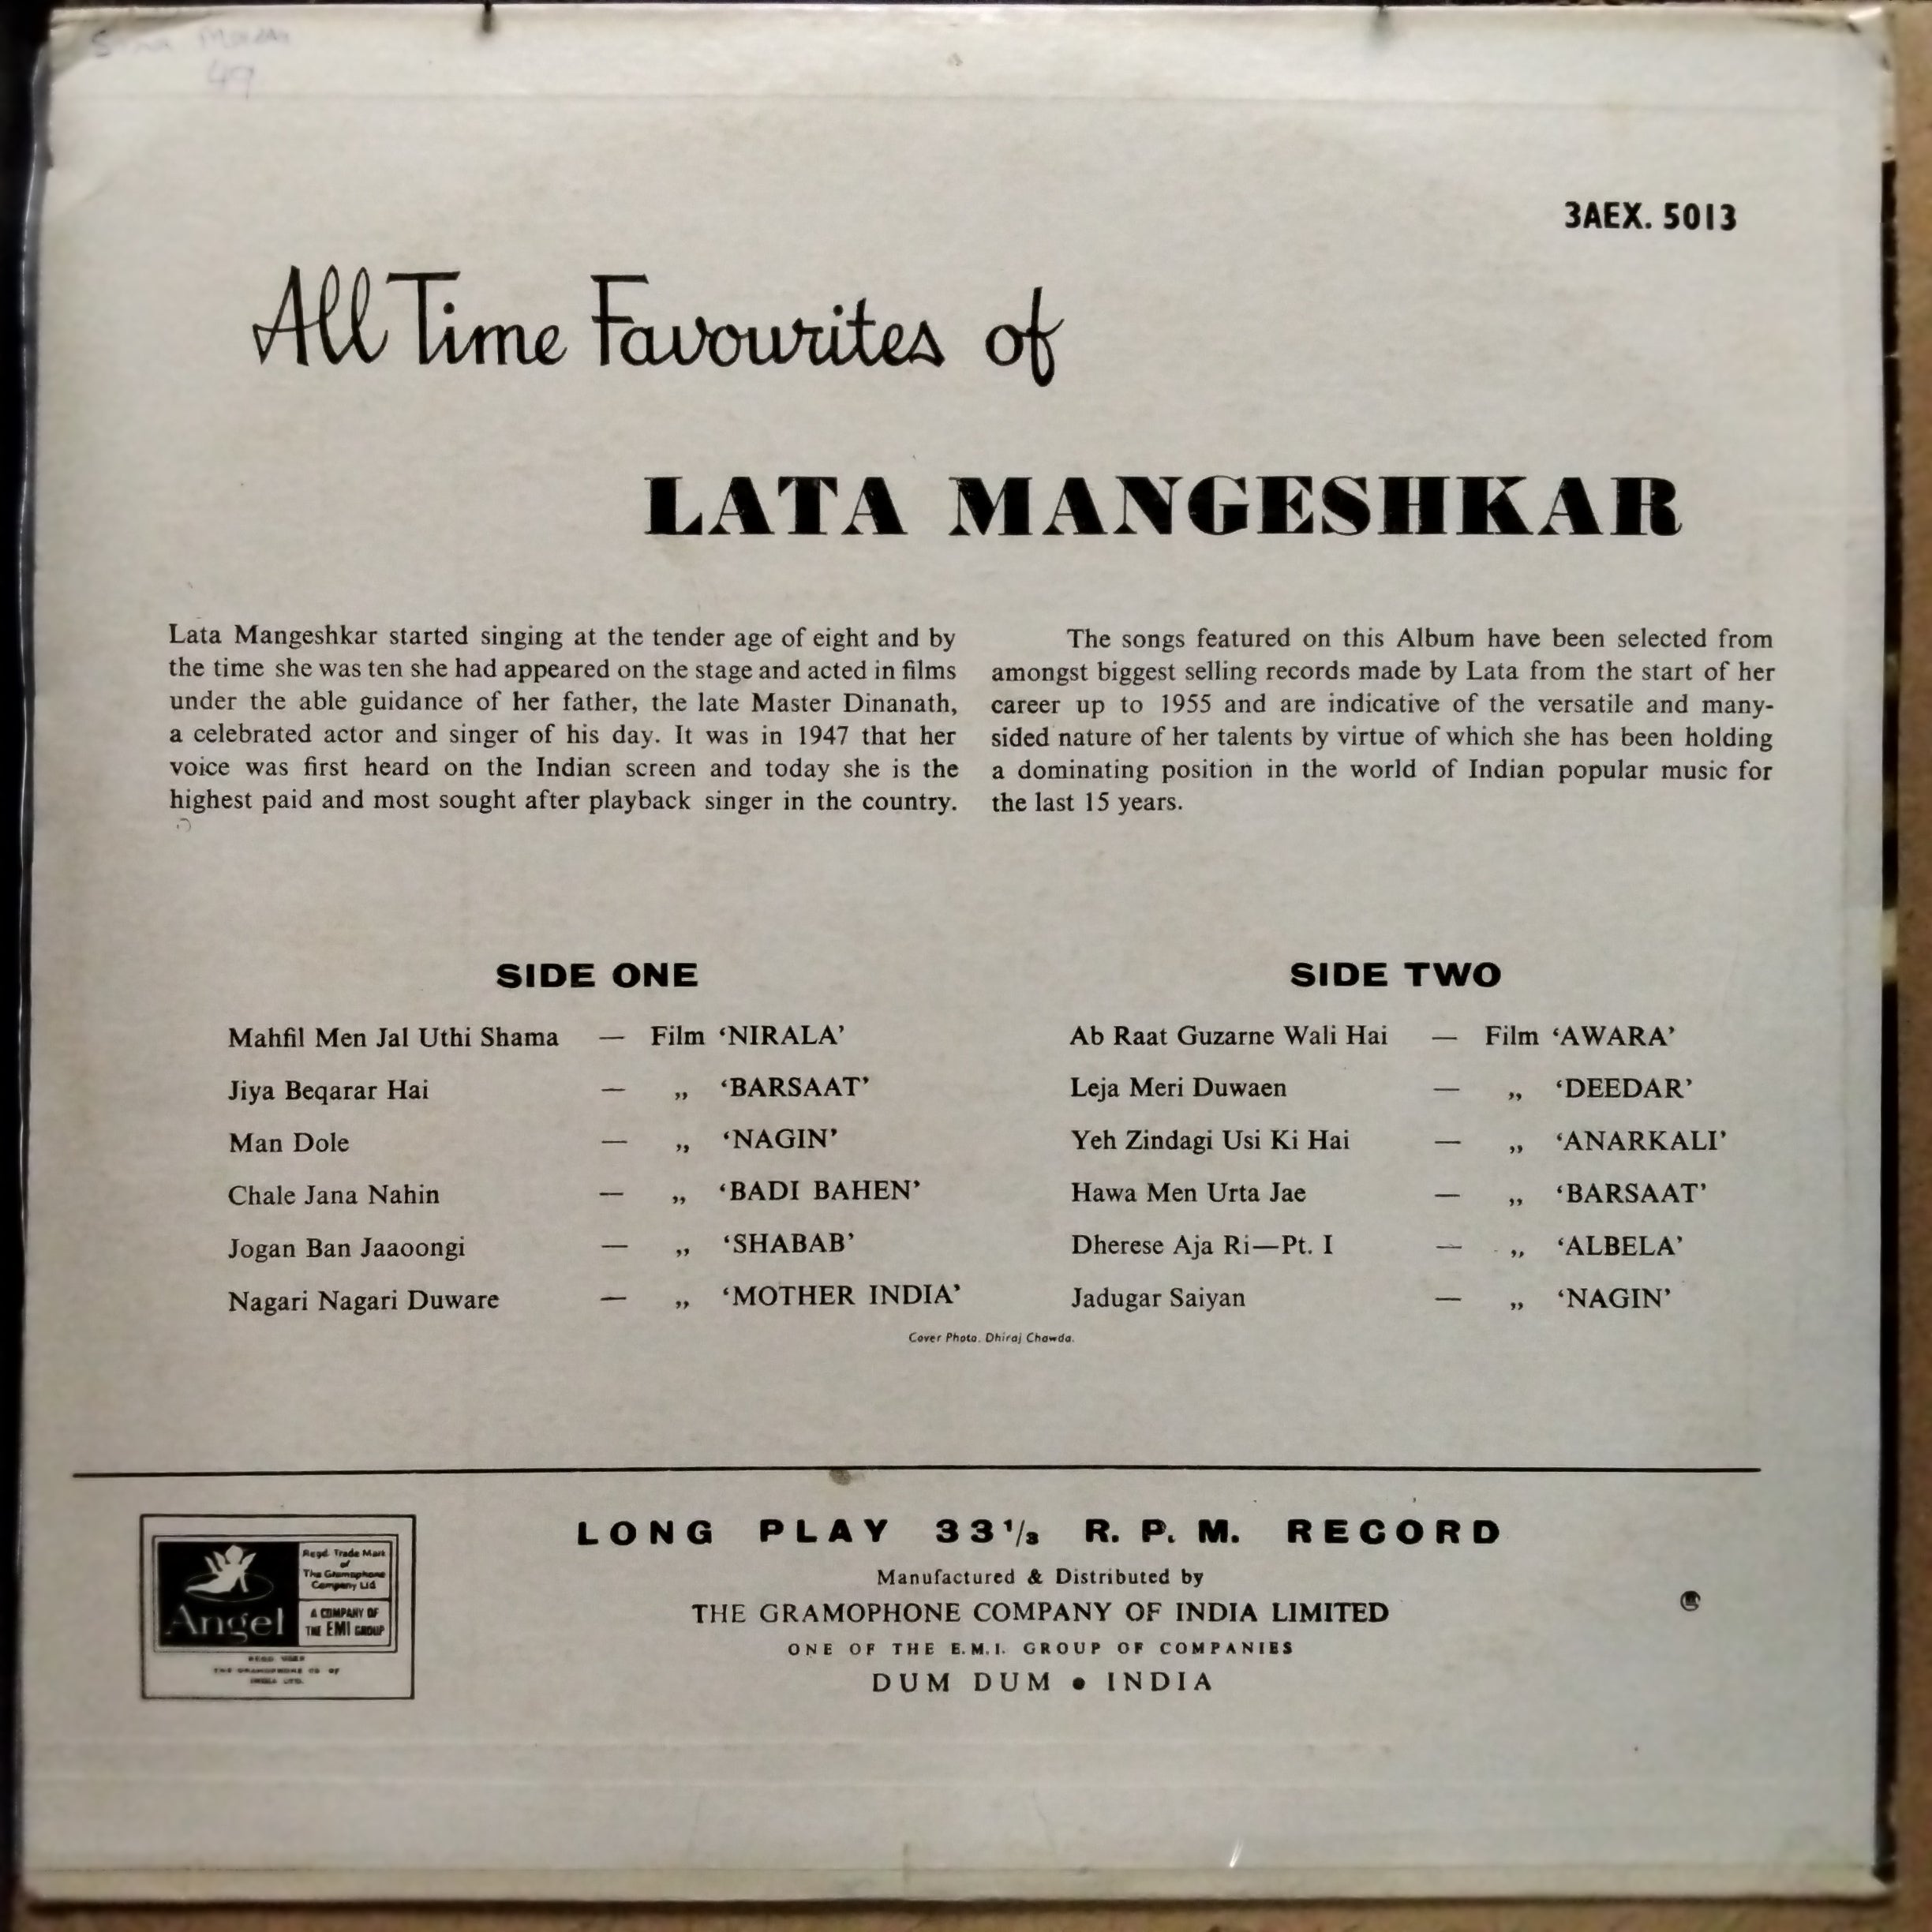 49
3AEX. 5013
All Time Favourites of
LATA MANGESHKAR
Lata Mangeshkar started singing at the tender age of eight and by
the time she was ten she had appeared on the stage and acted in films
under the able guidance of her father, the late Master Dinanath,
a celebrated actor and singer of his day. It was in 1947 that her
voice was first heard on the Indian screen and today she is the
highest paid and most sought after playback singer in the country.
The songs featured on this Album have been selected from
amongst biggest selling records made by Lata from the start of her
career up to 1955 and are indicative of the versatile and many-
sided nature of her talents by virtue of which she has been holding
a dominating position in the world of Indian popular music for
the last 15 years.
SIDE ONE
Mahfil Men Jal Uthi Shama — Film ‘NIRALA’
Jiya Beqarar Hai — „ ‘BARSAAT’
Man Dole — „ ‘NAGIN’
Chale Jana Nahin — „ ‘BADI BAHEN’
Jogan Ban Jaaoongi — „ ‘SHABAB’
Nagari Nagari Duware — „ ‘MOTHER INDIA’
SIDE TWO
Ab Raat Guzarne Wali Hai — Film ‘AWARA’
Leja Meri Duwaen — „ ‘DEEDAR’
Yeh Zindagi Usi Ki Hai — „ ‘ANARKALI’
Hawa Men Urta Jae — „ ‘BARSAAT’
Dherese Aja Ri—Pt. I — „ ‘ALBELA’
Jadugar Saiyan — „ ‘NAGIN’
Cover Photo. Dhiraj Chawda.
Angel
Regd. Trade Mark
of
The Gramophone
Company Ltd
A COMPANY OF
THE EMI GROUP
REGD. USER
THE GRAMOPHONE CO. OF
INDIA LTD.
LONG PLAY 33⅓ R. P. M. RECORD
Manufactured & Distributed by
THE GRAMOPHONE COMPANY OF INDIA LIMITED
ONE OF THE E.M.I. GROUP OF COMPANIES
DUM DUM • INDIA